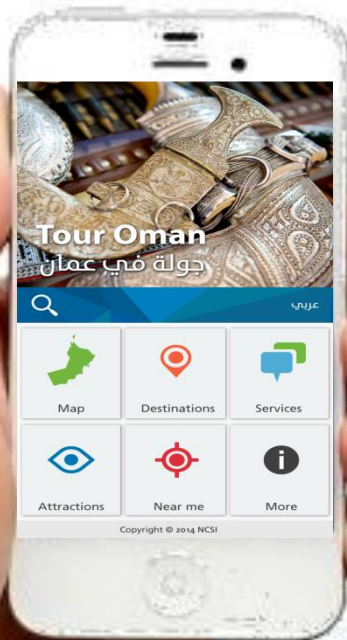 Tour Oman
جولة في عمان
عربي
Map
Destinations
Services
Attractions
Near me
More
Copyright © 2014 NCSI